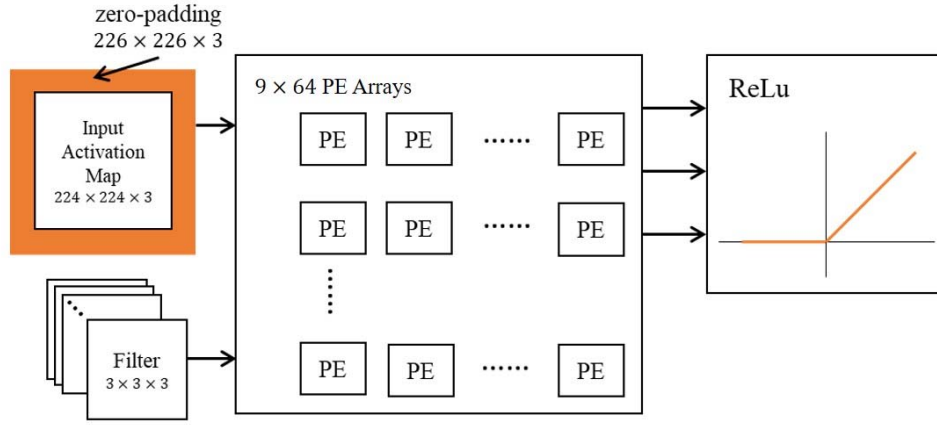 zero-padding
226 × 226 × 3
Input
Activation
Map
224 × 224 × 3
Filter
3 × 3 × 3
9 × 64 PE Arrays
PE PE ...... PE
PE PE ...... PE
......
PE PE ...... PE
ReLu